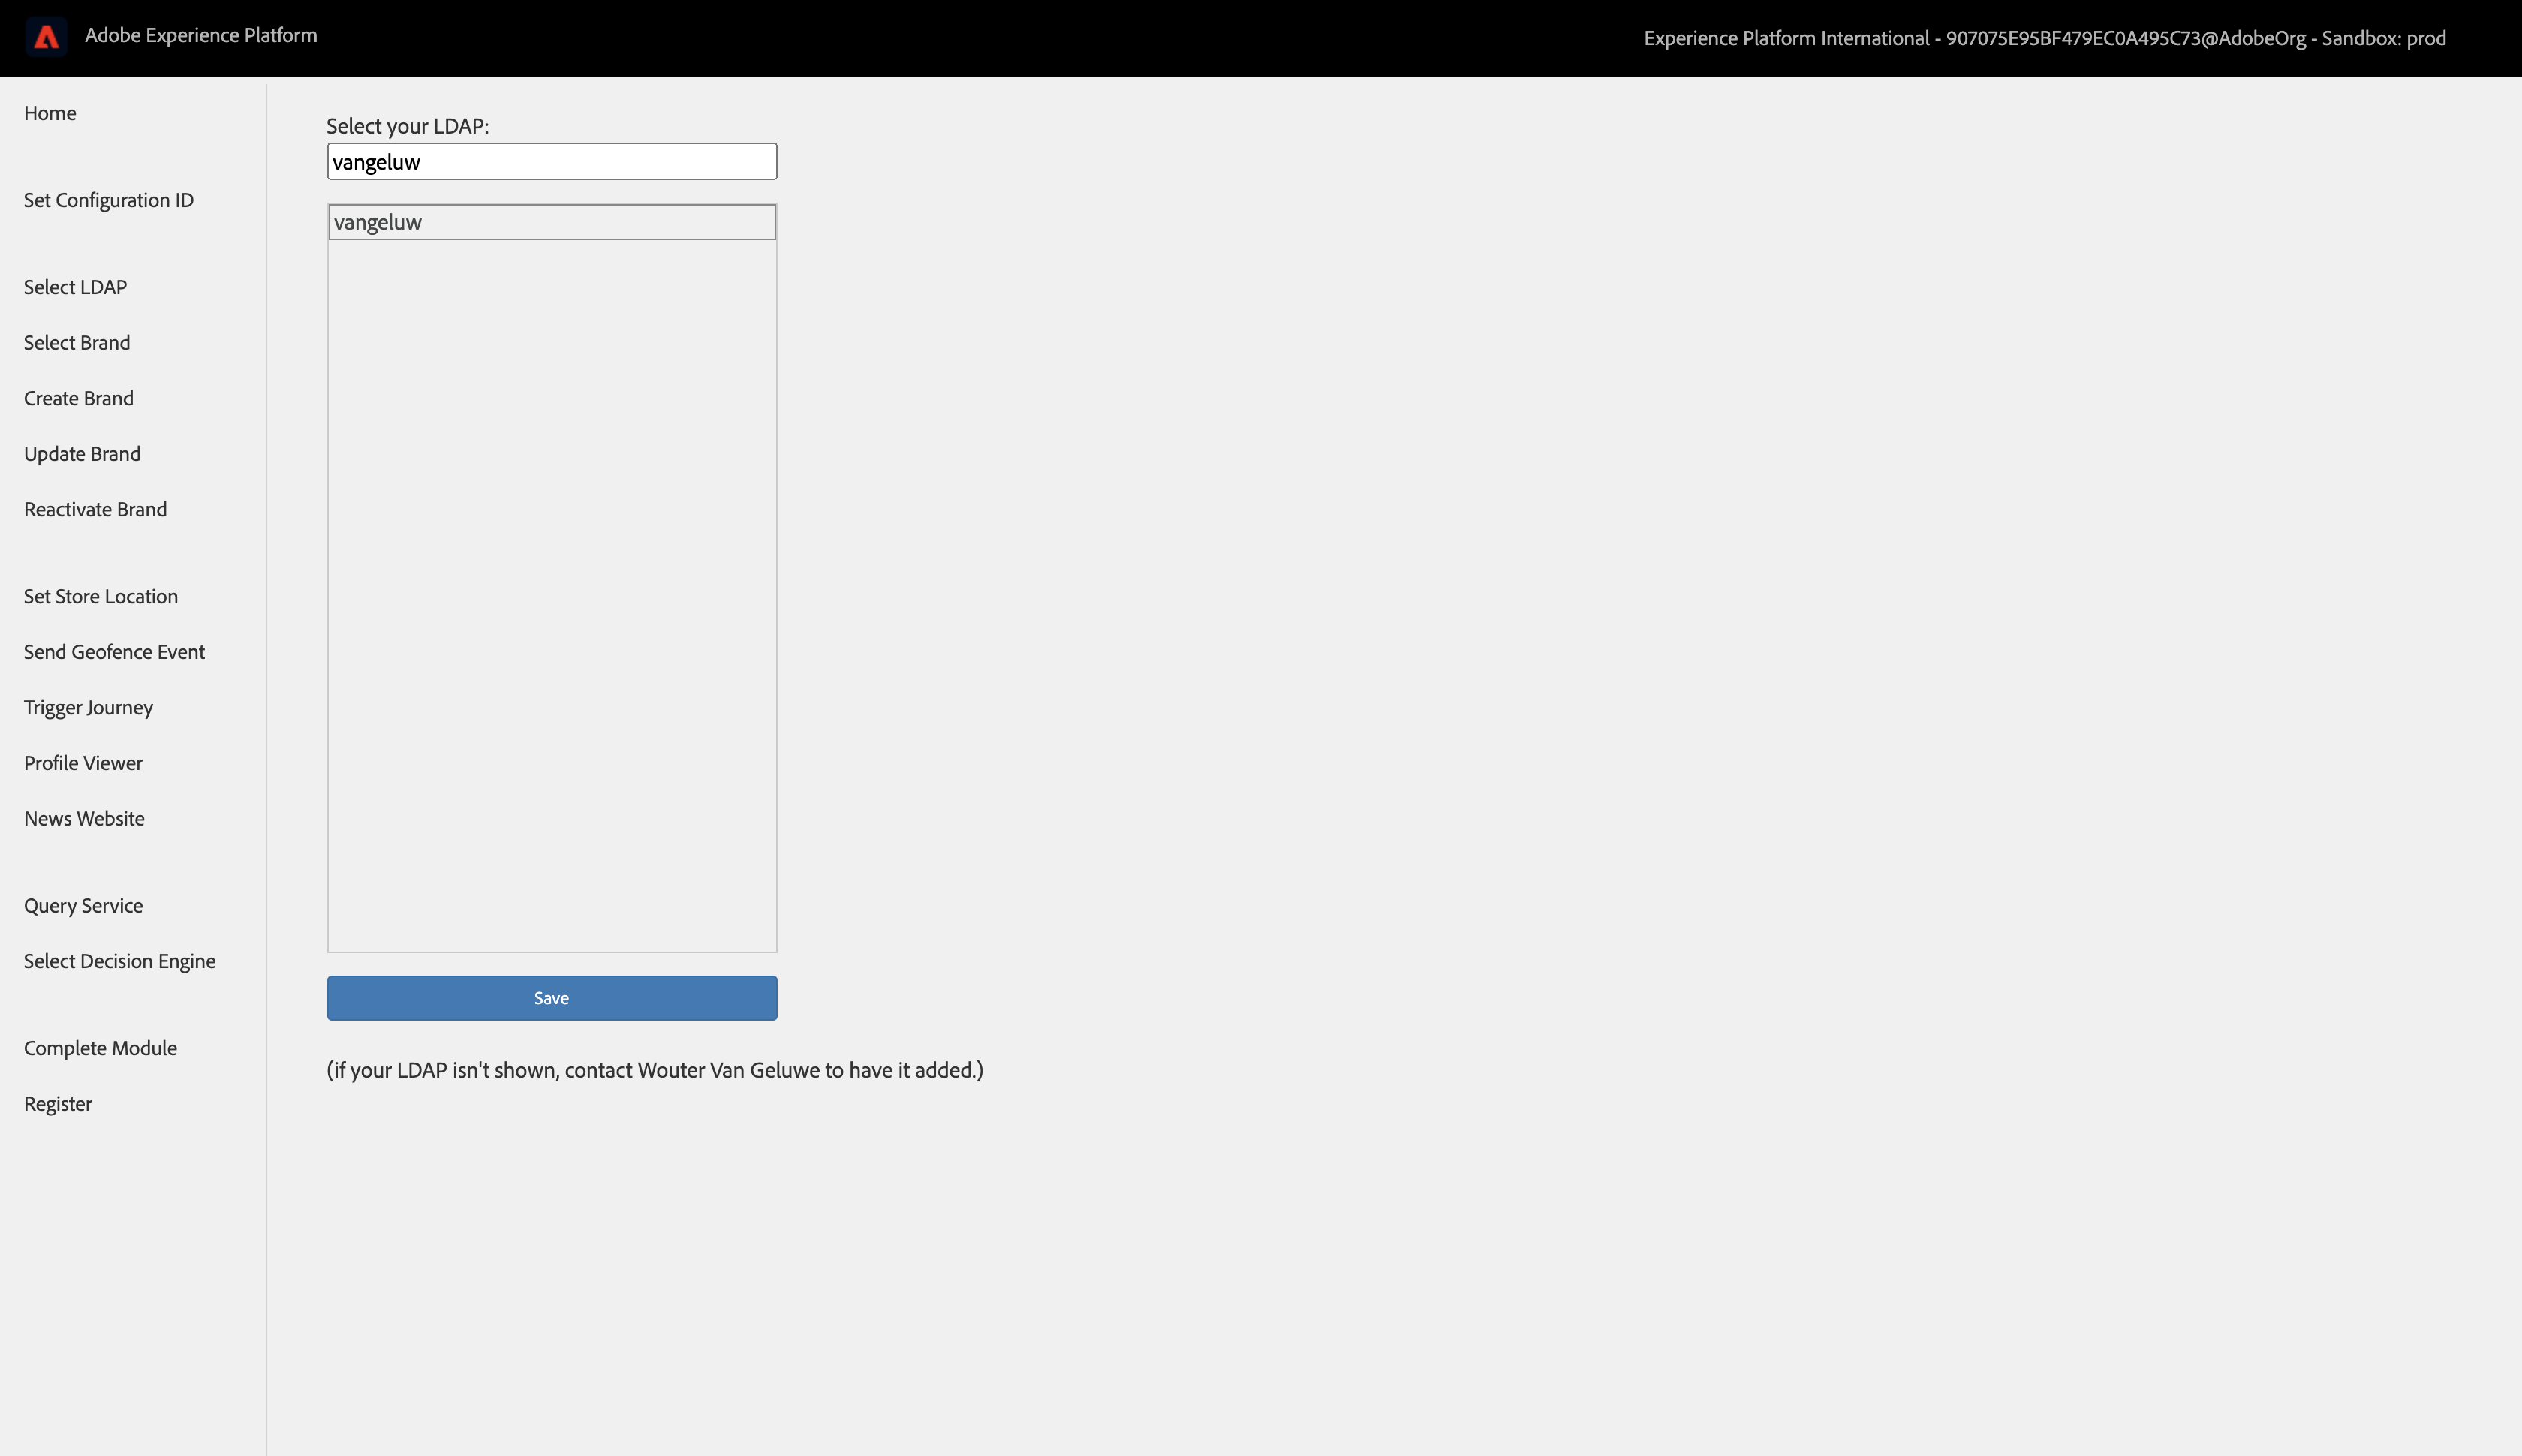 Adobe Experience Platform
Experience Platform International - 907075E95BF479EC0A495C73@AdobeOrg - Sandbox: prod
Home
Set Configuration ID
Select LDAP
Select Brand
Create Brand
Update Brand
Reactivate Brand
Set Store Location
Send Geofence Event
Trigger Journey
Profile Viewer
News Website
Query Service
Select Decision Engine
Complete Module
Register
Select your LDAP:
vangeluw
vangeluw
Save
(if your LDAP isn't shown, contact Wouter Van Geluwe to have it added.)